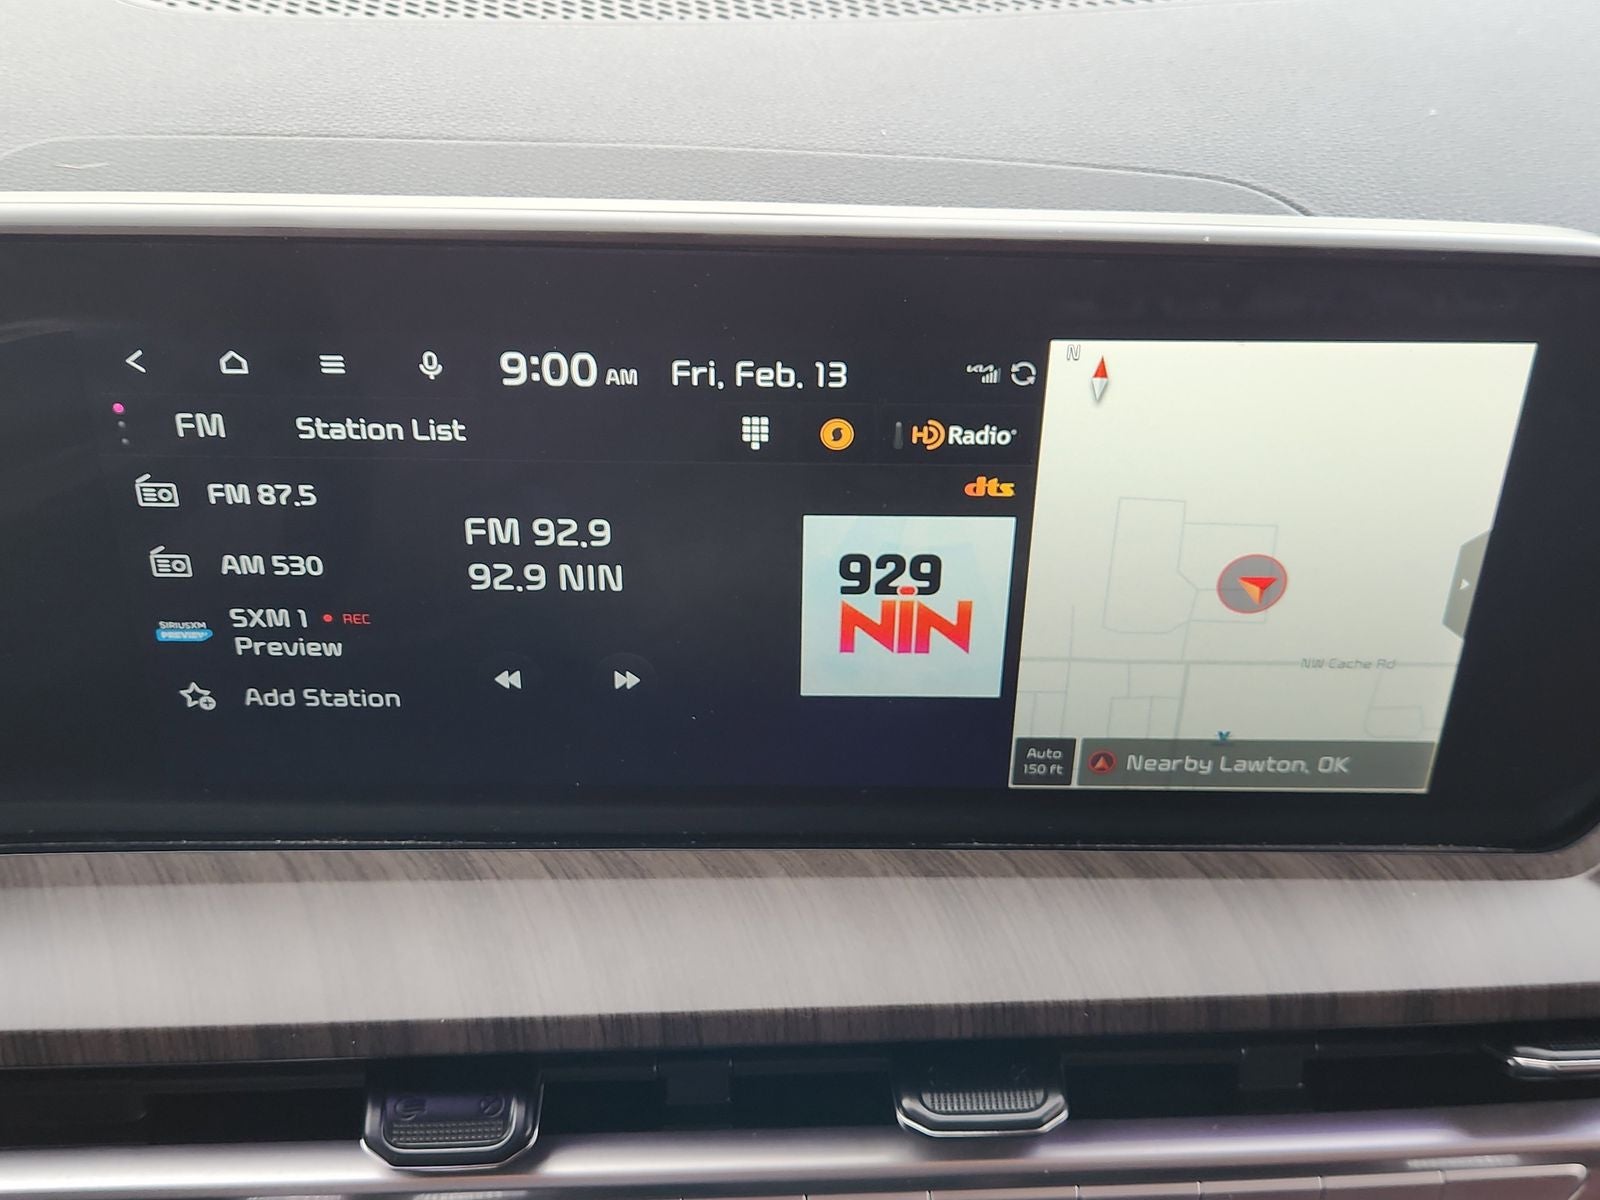 9:00 AM Fri, Feb. 13
FM Station List
HD Radio
dts
FM 87.5
AM 530
SIRIUSXM
PREVIEW
SXM 1 REC
Preview
Add Station
FM 92.9
92.9 NIN
92.9
NiN
N
NW Cache Rd
Auto
150 ft
Nearby Lawton, OK